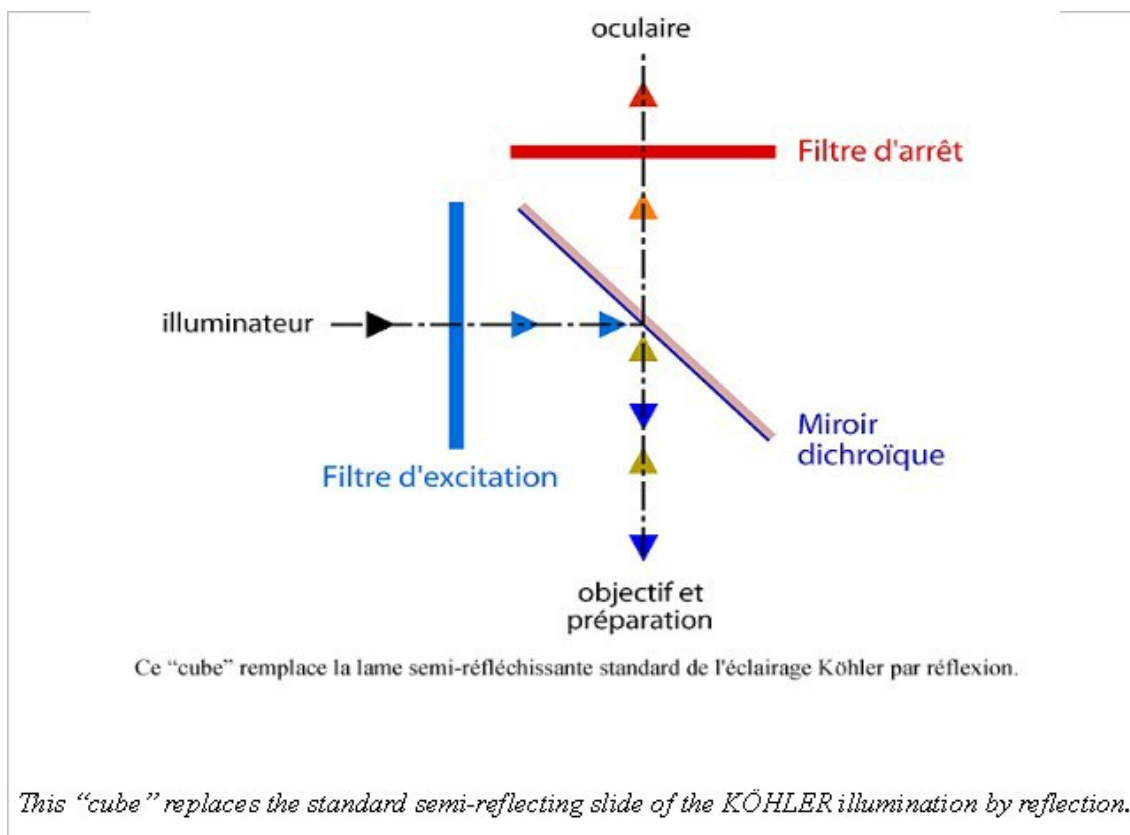 oculaire
Filtre d'arrêt
illuminateur
Miroir
dichroïque
Filtre d'excitation
objectif et
préparation
Ce “cube” remplace la lame semi-réfléchissante standard de l'éclairage Köhler par réflexion.
This “cube” replaces the standard semi-reflecting slide of the KÖHLER illumination by reflection.